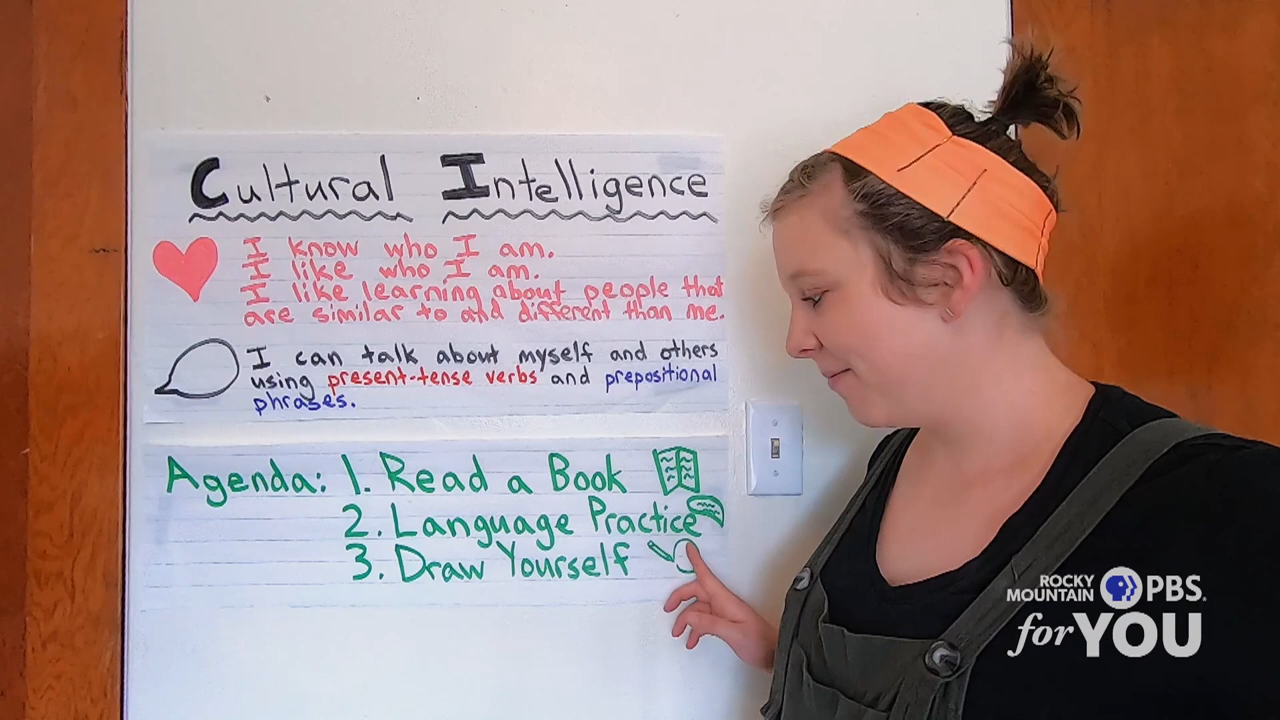 Cultural Intelligence
I know who I am.
I like who I am.
I like learning about people that
are similar to and different than me.
I can talk about myself and others
using present-tense verbs and prepositional
phrases.
Agenda: 1. Read a Book
2. Language Practice
3. Draw Yourself
ROCKY
MOUNTAIN PBS.
for YOU